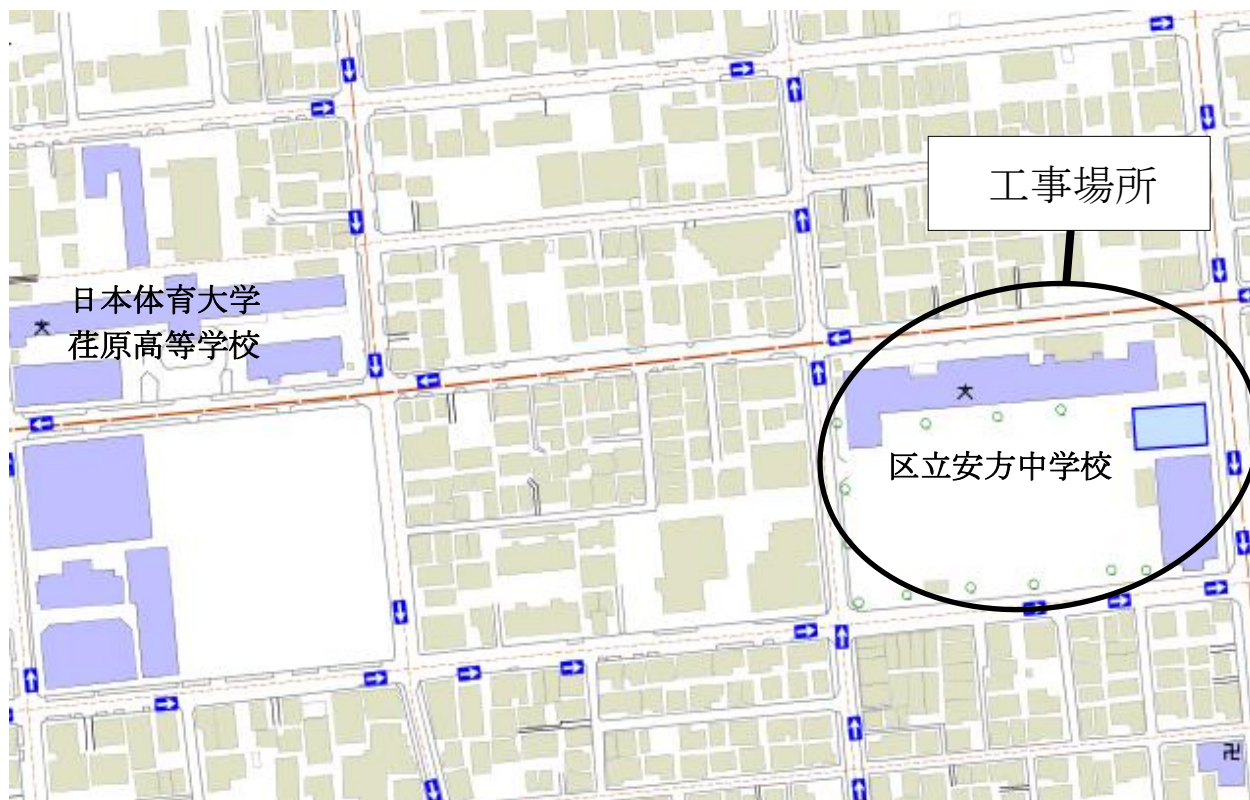 工事場所
日本体育大学
荏原高等学校
区立安方中学校